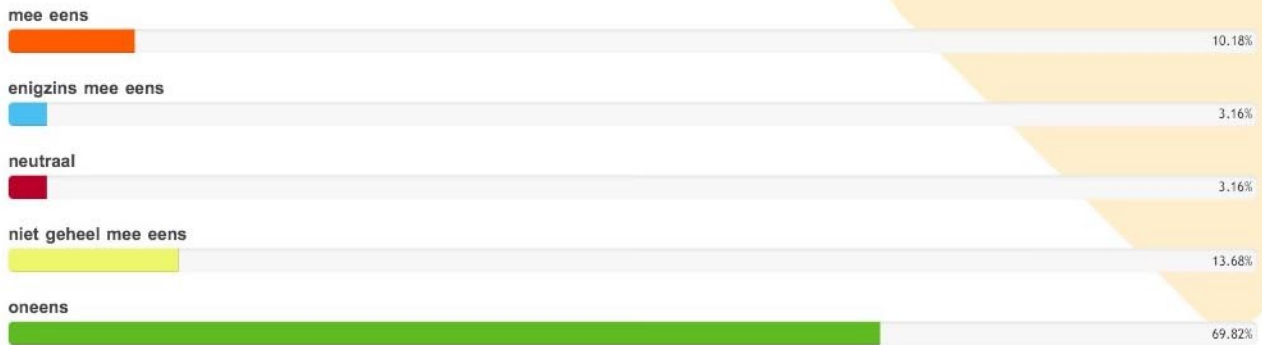 mee eens
10.18%
enigzins mee eens
3.16%
neutraal
3.16%
niet geheel mee eens
13.68%
oneens
69.82%